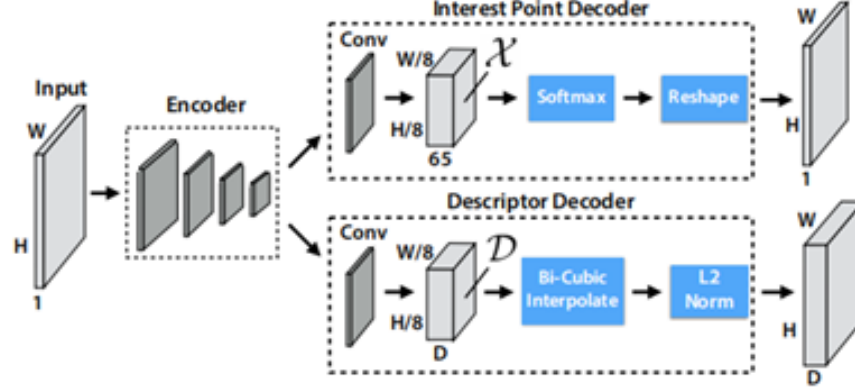 Interest Point Decoder
Conv
W/8
𝒳
W
Input
W
Encoder
Softmax
Reshape
H/8
H
65
1
Descriptor Decoder
H
Conv
W/8
𝒟
W
Bi-Cubic
Interpolate
L2
Norm
1
H/8
H
D
D